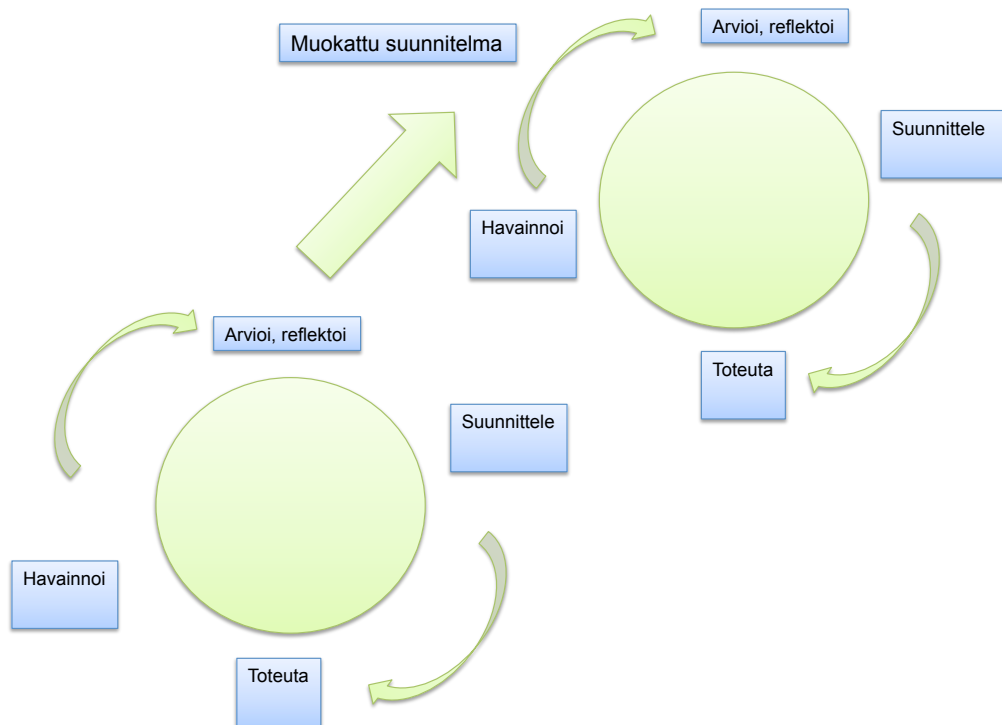 Muokattu suunnitelma
Arvioi, reflektoi
Suunnittele
Havainnoi
Toteuta
Arvioi, reflektoi
Suunnittele
Havainnoi
Toteuta